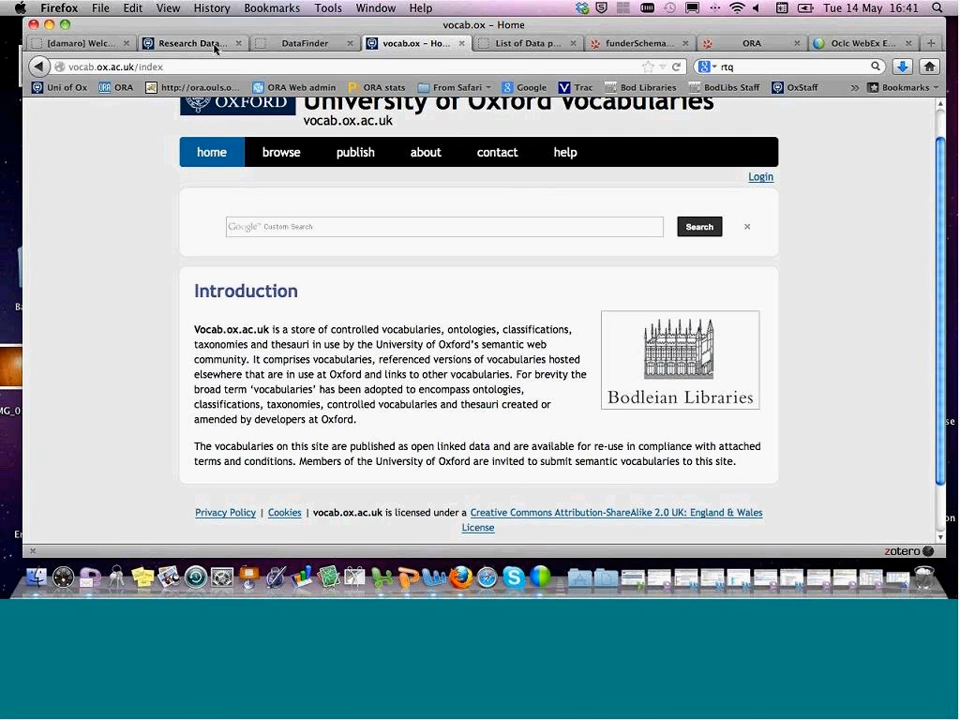 Firefox File Edit View History Bookmarks Tools Window Help Tue 14 May 16:41
vocab.ox – Home
[damaro] Welc... Research Data... DataFinder vocab.ox – Ho... List of Data p... funderSchema... ORA Ocic WebEx E...
vocab.ox.ac.uk/index rtq
Uni of Ox ORA http://ora.ouls.o... ORA Web admin ORA stats From Safari Google Trac Bod Libraries BodLibs Staff OxStaff » Bookmarks
OXFORD University of Oxford Vocabularies
vocab.ox.ac.uk
home browse publish about contact help
Login
Google™ Custom Search Search
Introduction
Vocab.ox.ac.uk is a store of controlled vocabularies, ontologies, classifications,
taxonomies and thesauri in use by the University of Oxford's semantic web
community. It comprises vocabularies, referenced versions of vocabularies hosted
elsewhere that are in use at Oxford and links to other vocabularies. For brevity the
broad term ‘vocabularies’ has been adopted to encompass ontologies,
classifications, taxonomies, controlled vocabularies and thesauri created or
amended by developers at Oxford.
Bodleian Libraries
The vocabularies on this site are published as open linked data and are available for re-use in compliance with attached
terms and conditions. Members of the University of Oxford are invited to submit semantic vocabularies to this site.
Privacy Policy | Cookies | vocab.ox.ac.uk is licensed under a Creative Commons Attribution-ShareAlike 2.0 UK: England & Wales
License
zotero